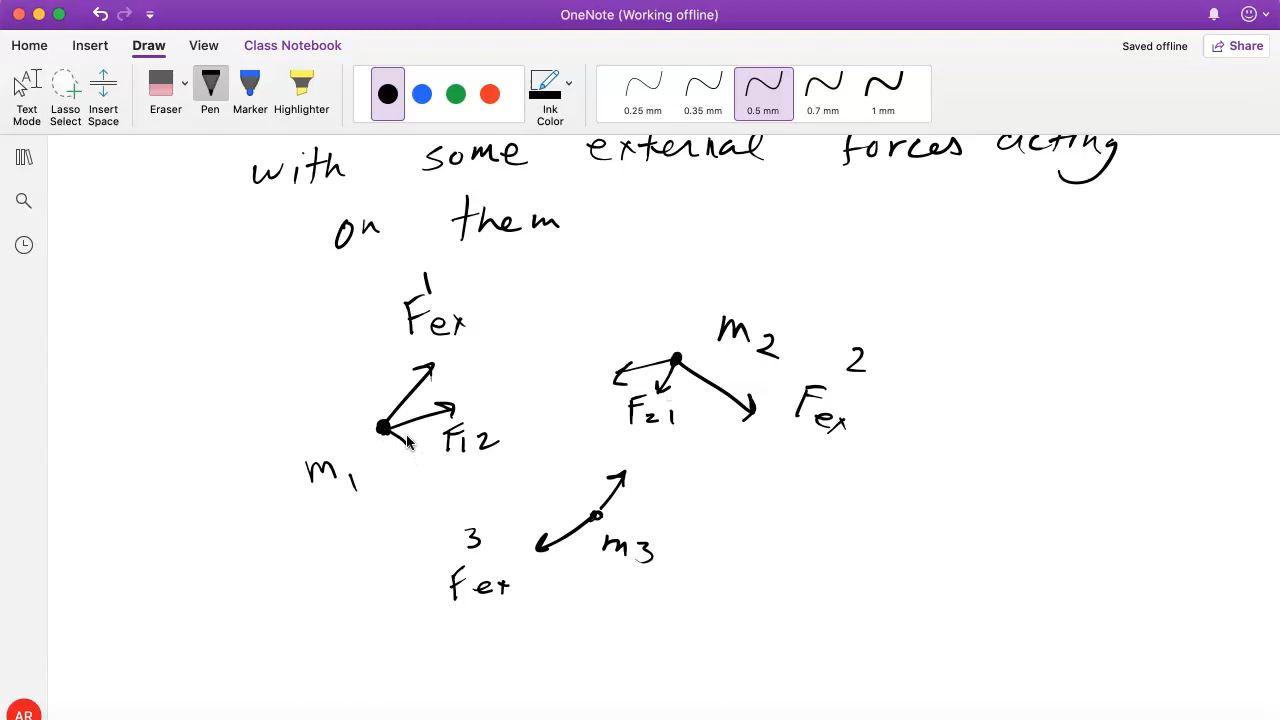 OneNote (Working offline)
Home Insert Draw View Class Notebook
Saved offline Share
Text Mode
Lasso Select
Insert Space
Eraser
Pen
Marker
Highlighter
Ink Color
0.25 mm 0.35 mm 0.5 mm 0.7 mm 1 mm
with some external forces acting
on them
1
Fex
m2
2
Fex
F21
F12
m1
3
Fex
m3
AR